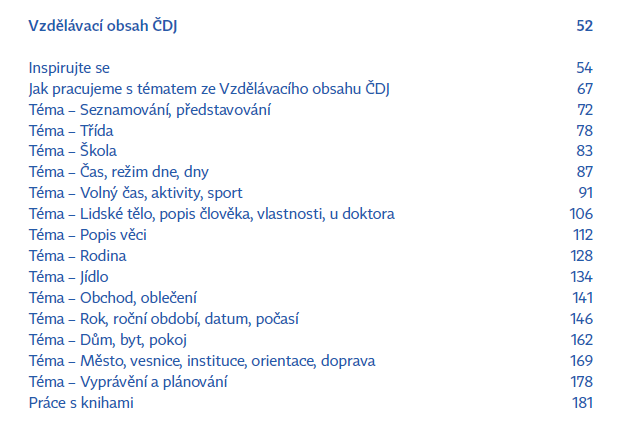 Vzdělávací obsah ČDJ 52
Inspirujte se 54
Jak pracujeme s tématem ze Vzdělávacího obsahu ČDJ 67
Téma – Seznamování, představování 72
Téma – Třída 78
Téma – Škola 83
Téma – Čas, režim dne, dny 87
Téma – Volný čas, aktivity, sport 91
Téma – Lidské tělo, popis člověka, vlastnosti, u doktora 106
Téma – Popis věci 112
Téma – Rodina 128
Téma – Jídlo 134
Téma – Obchod, oblečení 141
Téma – Rok, roční období, datum, počasí 146
Téma – Dům, byt, pokoj 162
Téma – Město, vesnice, instituce, orientace, doprava 169
Téma – Vyprávění a plánování 178
Práce s knihami 181